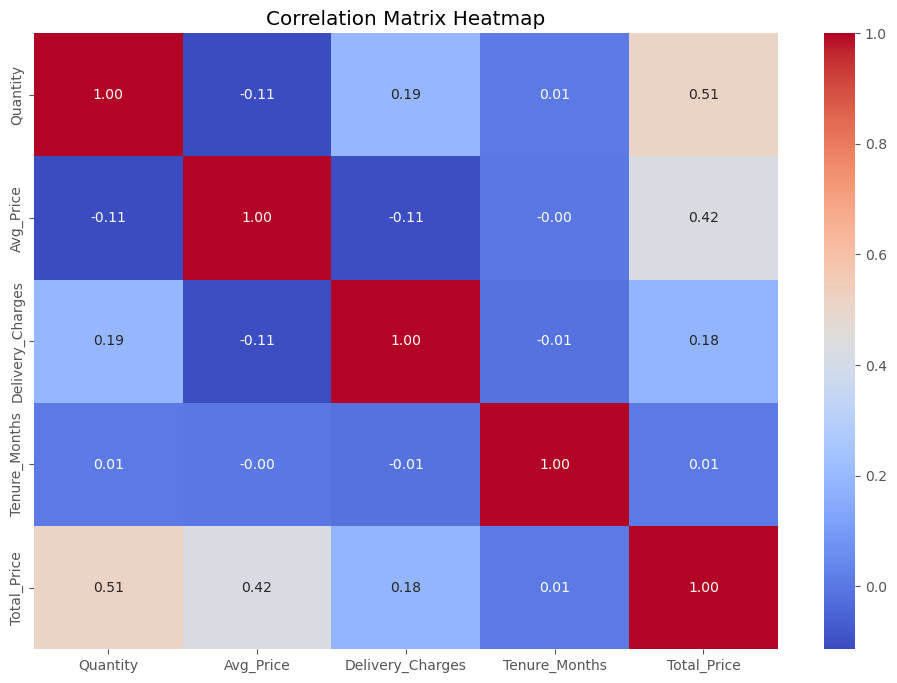 Correlation Matrix Heatmap
Quantity 1.00 -0.11 0.19 0.01 0.51
Avg_Price -0.11 1.00 -0.11 -0.00 0.42
Delivery_Charges 0.19 -0.11 1.00 -0.01 0.18
Tenure_Months 0.01 -0.00 -0.01 1.00 0.01
Total_Price 0.51 0.42 0.18 0.01 1.00
Quantity Avg_Price Delivery_Charges Tenure_Months Total_Price
1.0
0.8
0.6
0.4
0.2
0.0